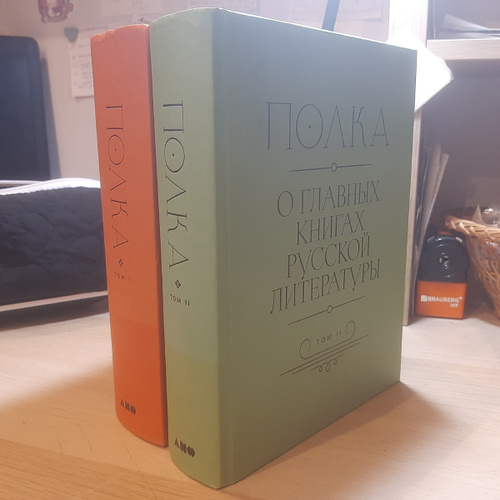 ПОЛКА
ТОМ I
АНФ
ПОЛКА
ТОМ II
АНФ
ПОЛКА
О ГЛАВНЫХ
КНИГАХ
РУССКОЙ
ЛИТЕРАТУРЫ
ТОМ II
BRAUBERG